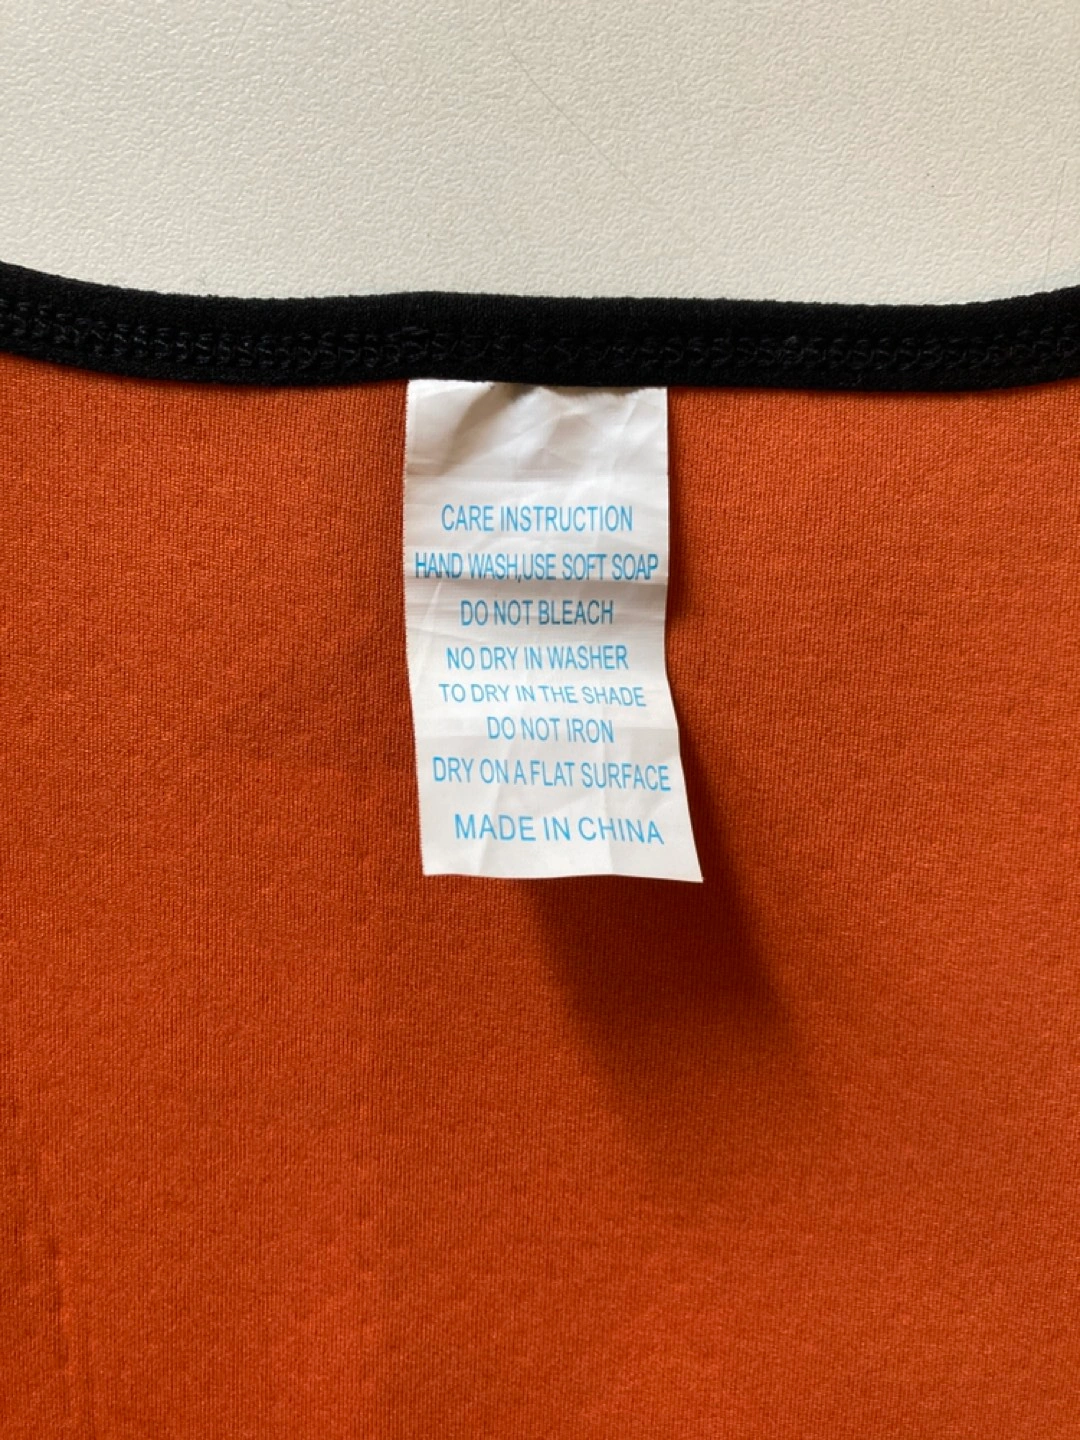 CARE INSTRUCTION
HAND WASH,USE SOFT SOAP
DO NOT BLEACH
NO DRY IN WASHER
TO DRY IN THE SHADE
DO NOT IRON
DRY ON A FLAT SURFACE
MADE IN CHINA